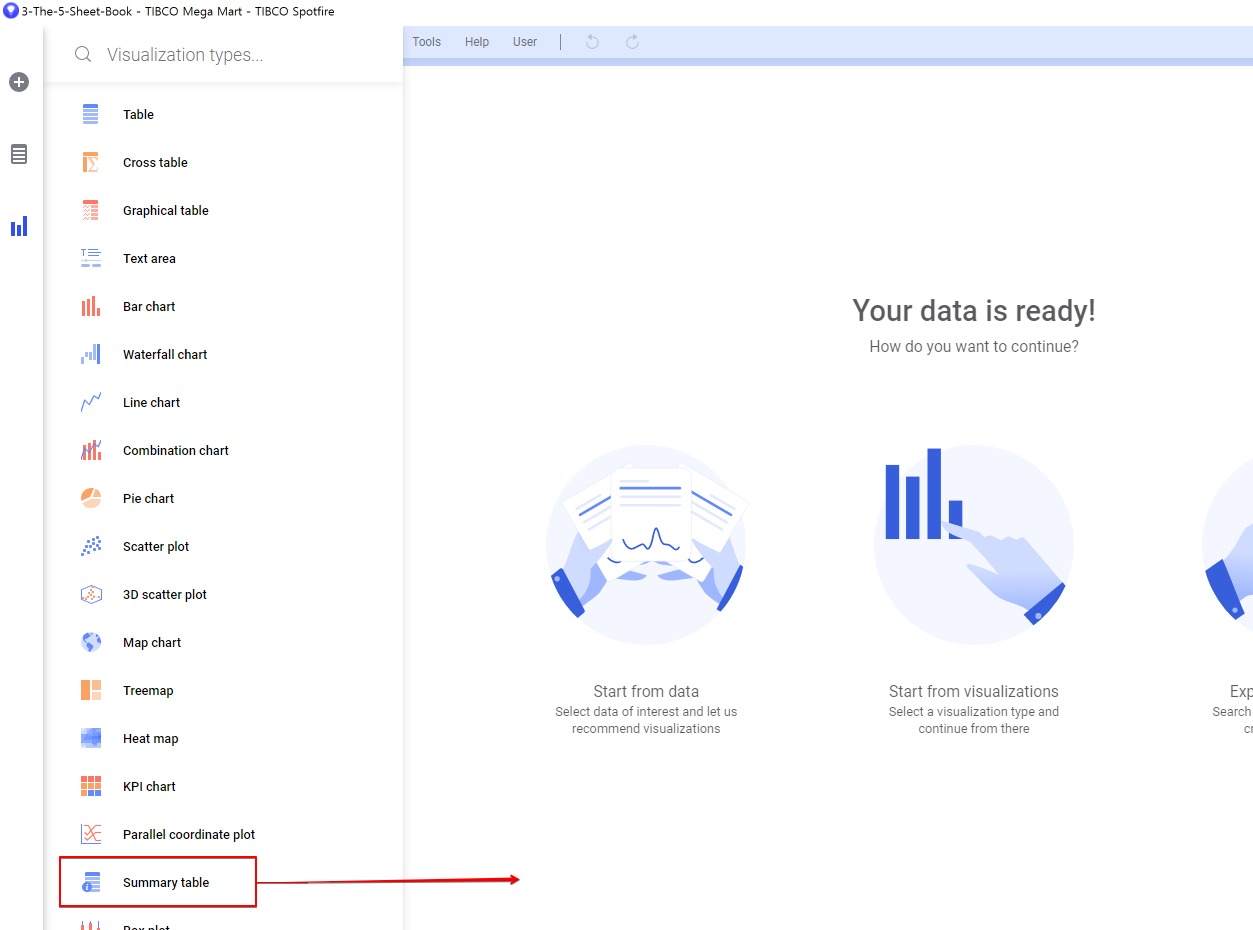 3-The-5-Sheet-Book - TIBCO Mega Mart - TIBCO Spotfire
Visualization types...
Tools Help User
Table
Cross table
Graphical table
Text area
Bar chart
Waterfall chart
Line chart
Combination chart
Pie chart
Scatter plot
3D scatter plot
Map chart
Treemap
Heat map
KPI chart
Parallel coordinate plot
Summary table
Box plot
Your data is ready!
How do you want to continue?
Start from data
Select data of interest and let us
recommend visualizations
Start from visualizations
Select a visualization type and
continue from there
Exp
Search
cr